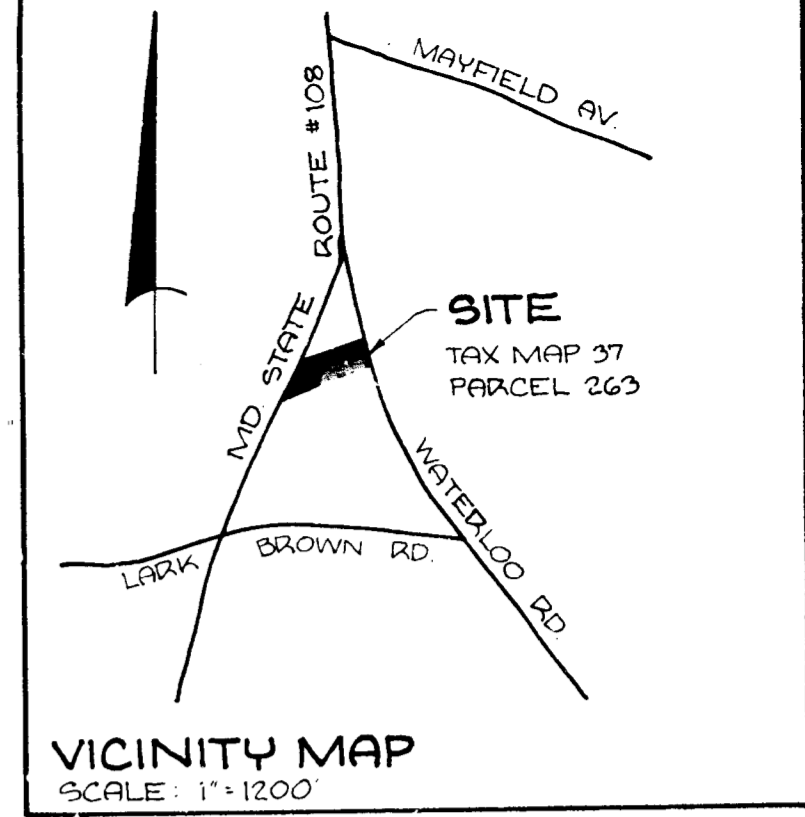 MAYFIELD AV.
MD. STATE ROUTE #108
SITE
TAX MAP 37
PARCEL 263
WATERLOO RD.
LARK BROWN RD.
VICINITY MAP
SCALE: 1"=1200'